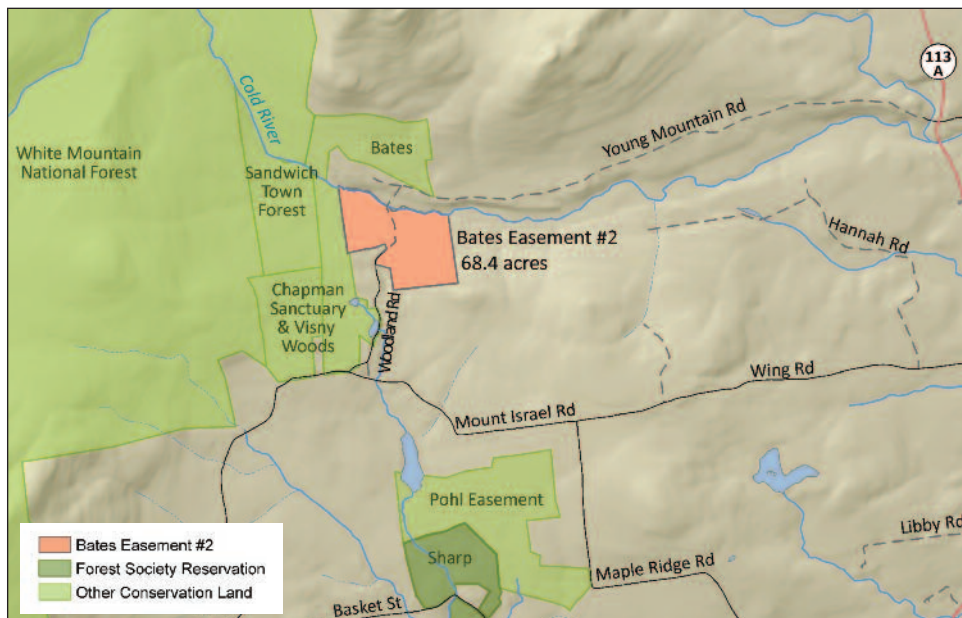 113
A
Cold River
Young Mountain Rd
Bates
White Mountain
National Forest
Sandwich
Town
Forest
Hannah Rd
Bates Easement #2
68.4 acres
Chapman
Sanctuary
& Visny
Woods
Woodland Rd
Wing Rd
Mount Israel Rd
Pohl Easement
Libby Rd
Sharp
Maple Ridge Rd
Basket St
Bates Easement #2
Forest Society Reservation
Other Conservation Land